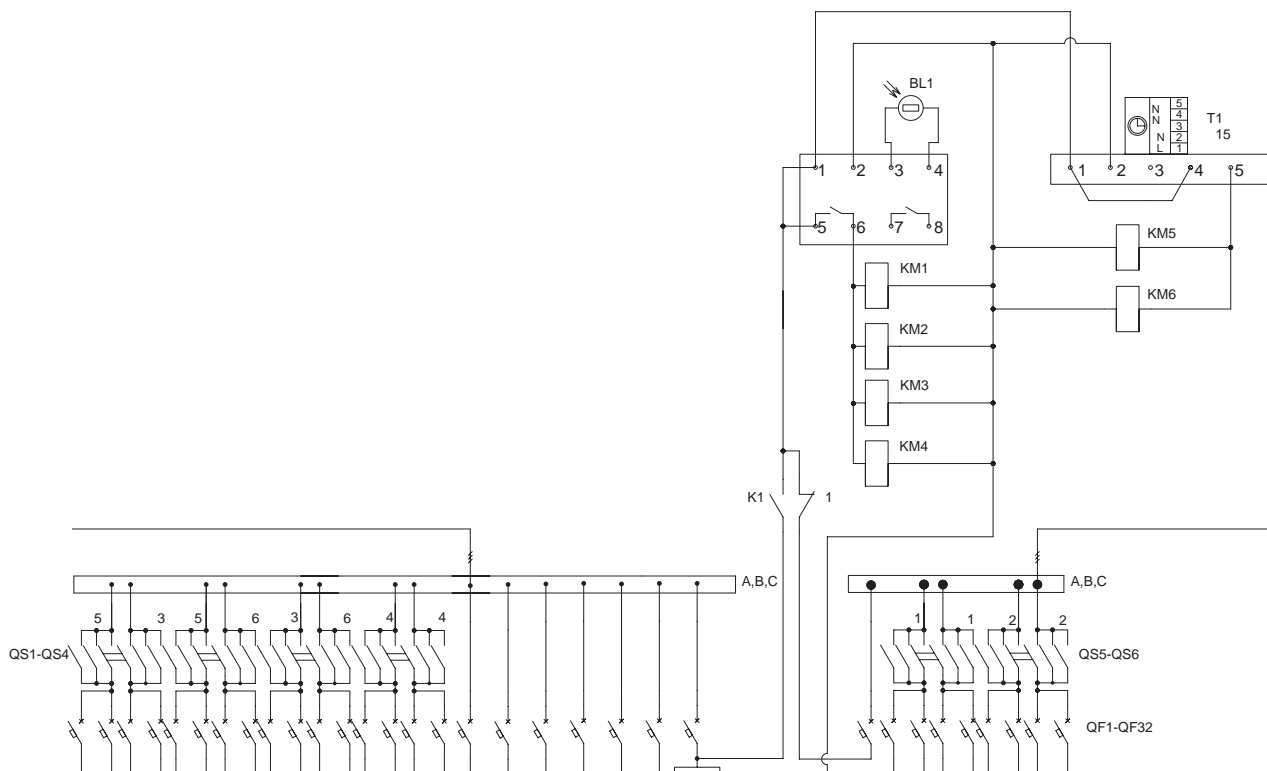 BL1
N 5
N 4
3
N 2
L 1
T1
15
1 2 3 4
1 2 3 4 5
5 6 7 8
KM5
KM1
KM6
KM2
KM3
KM4
K1 1
A,B,C A,B,C
5 3 5 6 3 6 4 4 1 1 2 2
QS1-QS4 QS5-QS6
QF1-QF32